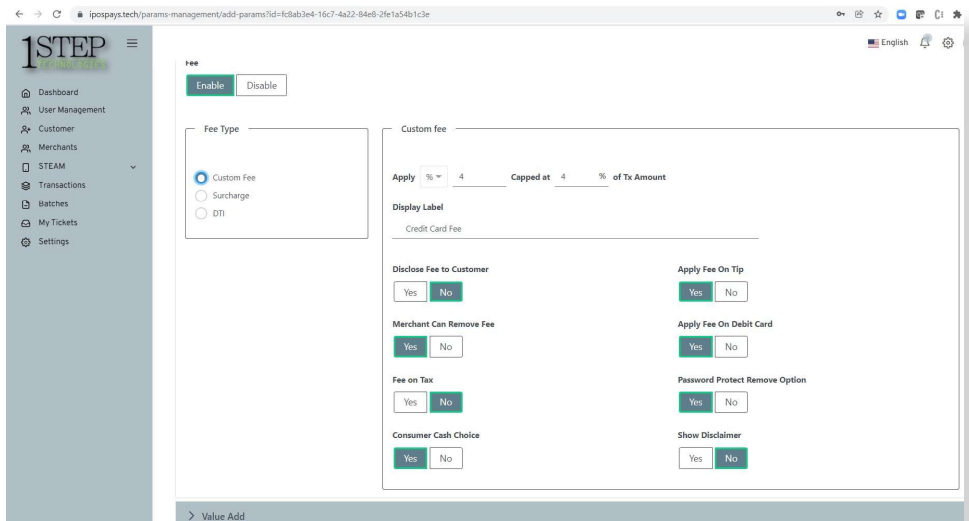 ipospays.tech/params-management/add-params?id=fc8ab3e4-16c7-4a22-84e8-2fe1a54b1c3e
1STEP
TECHNOLOGIES
English
Dashboard
User Management
Customer
Merchants
STEAM
Transactions
Batches
My Tickets
Settings
Fee
Enable Disable
Fee Type
Custom Fee
Surcharge
DTI
Custom fee
Apply % 4 Capped at 4 % of Tx Amount
Display Label
Credit Card Fee
Disclose Fee to Customer Apply Fee On Tip
Yes No Yes No
Merchant Can Remove Fee Apply Fee On Debit Card
Yes No Yes No
Fee on Tax Password Protect Remove Option
Yes No Yes No
Consumer Cash Choice Show Disclaimer
Yes No Yes No
Value Add